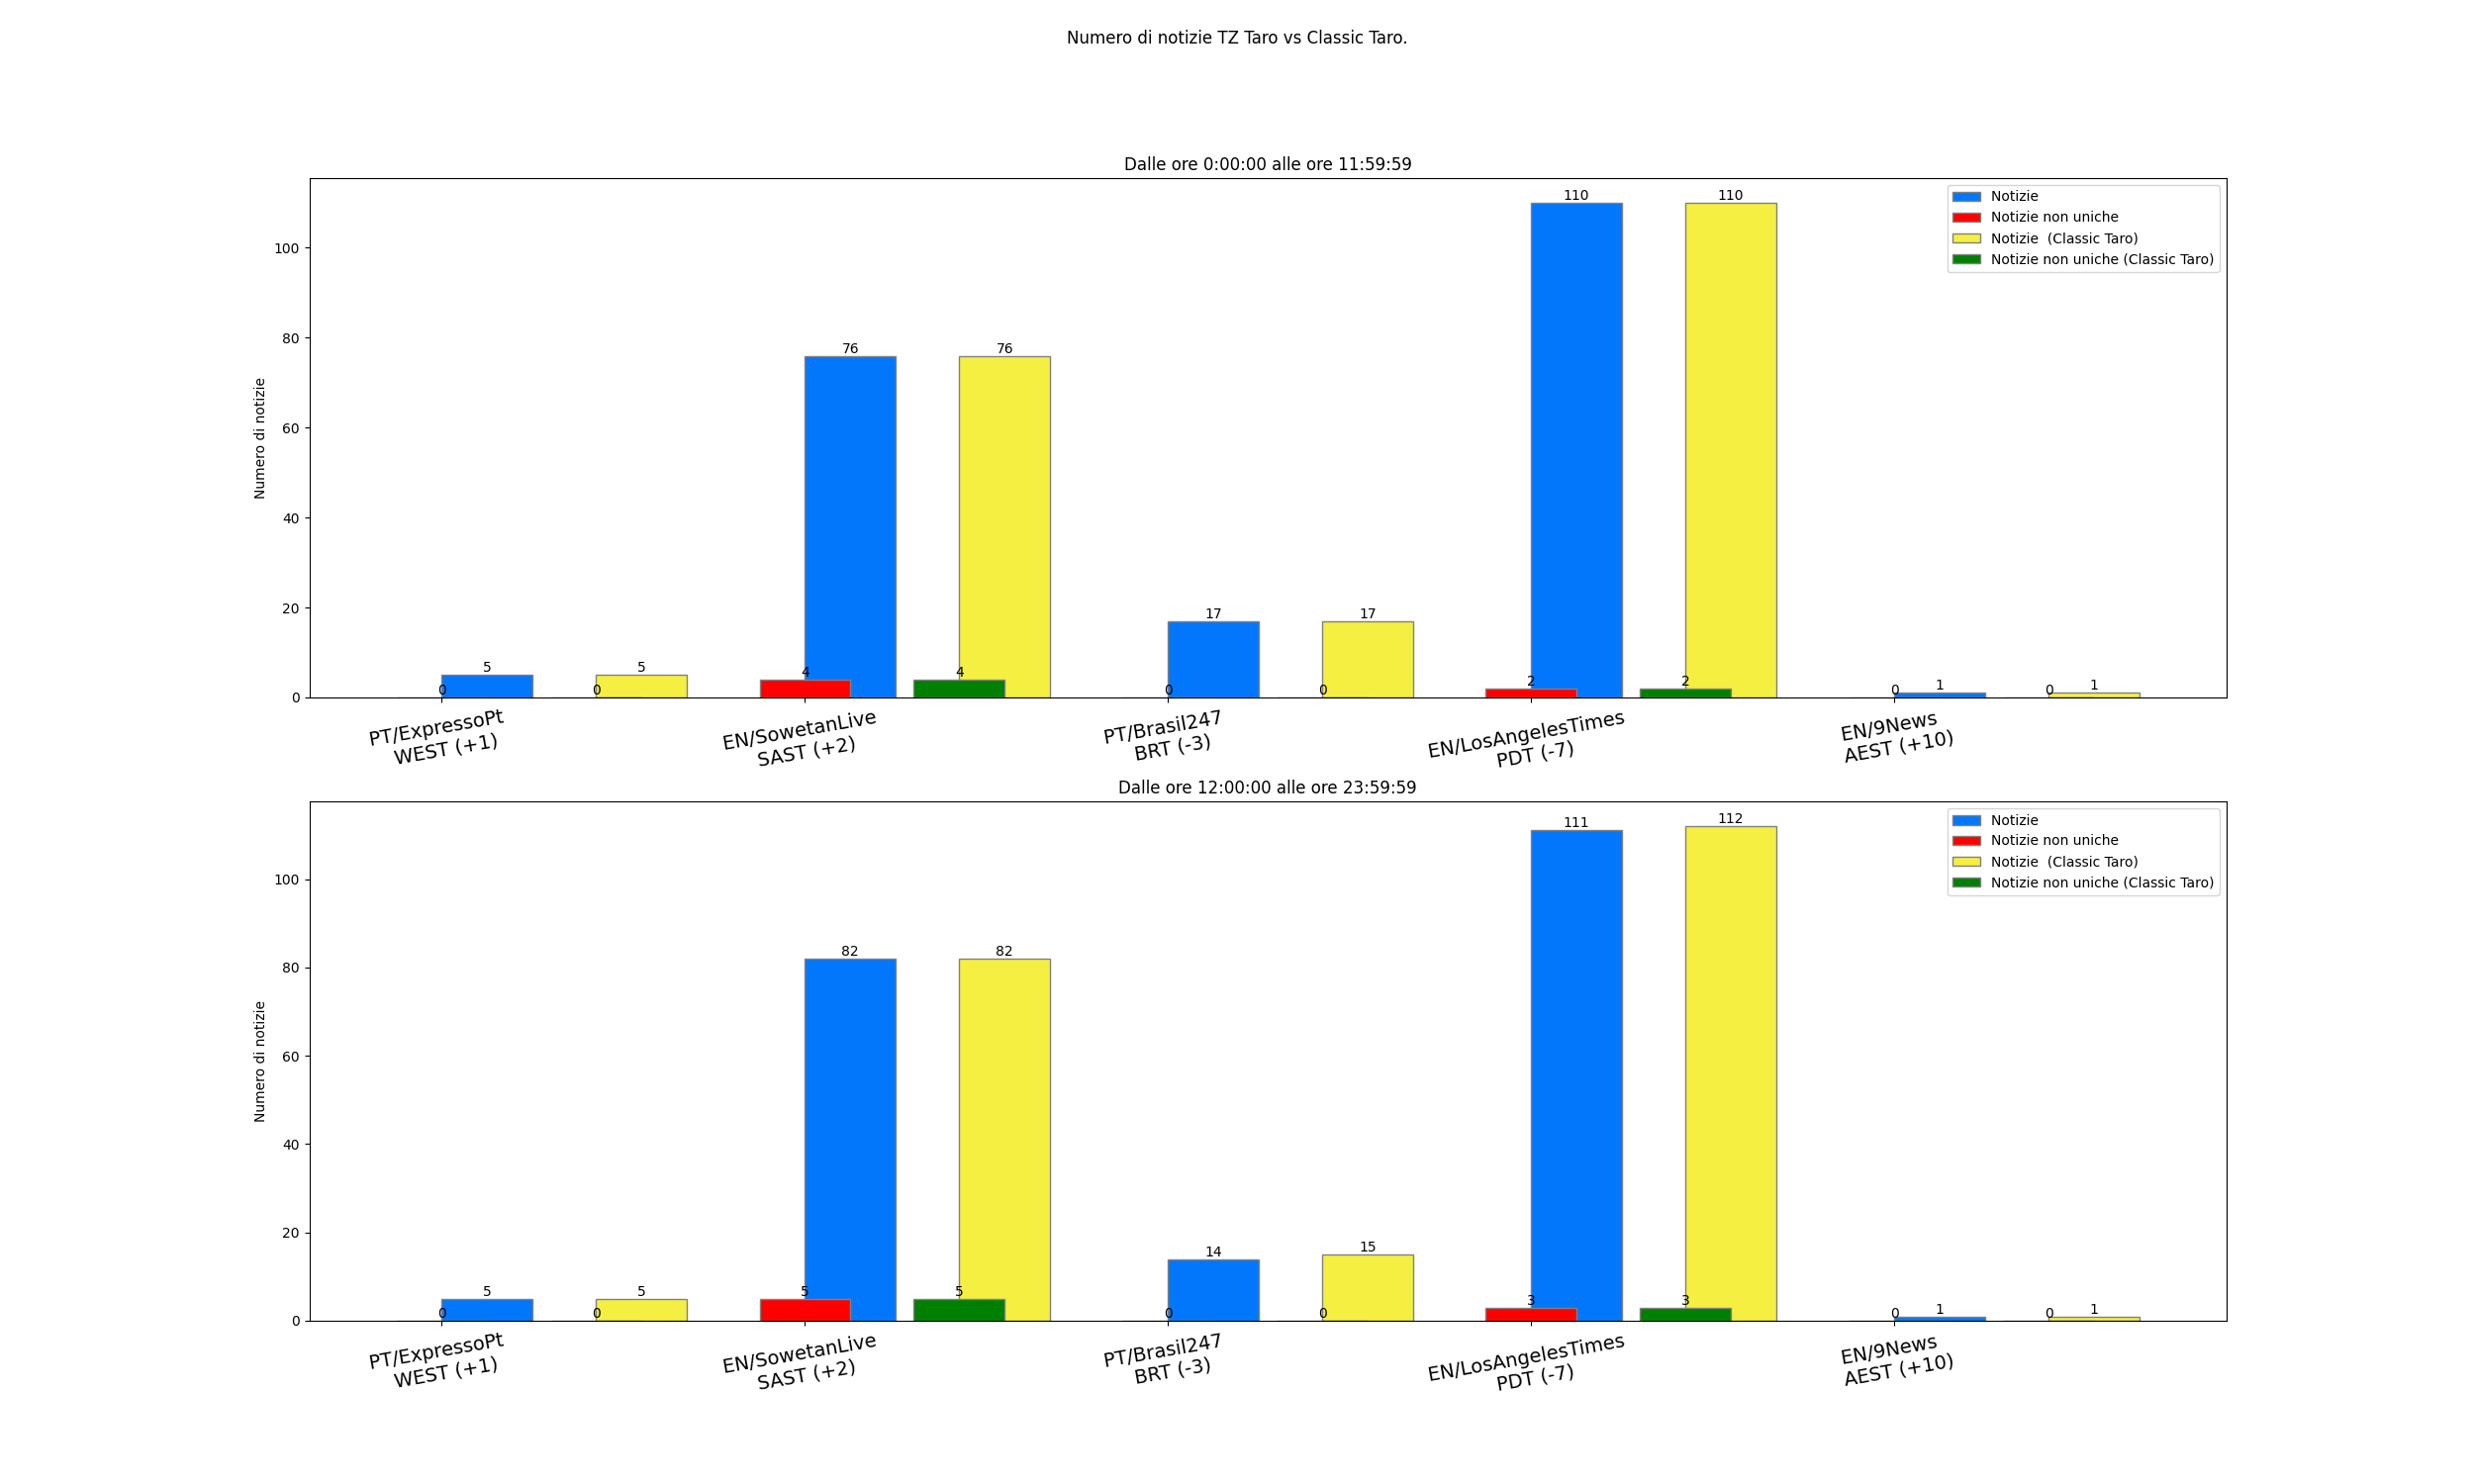 Numero di notizie TZ Taro vs Classic Taro.
Dalle ore 0:00:00 alle ore 11:59:59
Numero di notizie
100
80
60
40
20
0
110
110
76
76
17
17
5
5
4
4
2
2
1
1
0
0
0
0
0
0
Notizie
Notizie non uniche
Notizie  (Classic Taro)
Notizie non uniche (Classic Taro)
PT/ExpressoPt
WEST (+1)
EN/SowetanLive
SAST (+2)
PT/Brasil247
BRT (-3)
EN/LosAngelesTimes
PDT (-7)
EN/9News
AEST (+10)
Dalle ore 12:00:00 alle ore 23:59:59
Numero di notizie
100
80
60
40
20
0
111
112
82
82
14
15
5
5
5
5
3
3
1
1
0
0
0
0
0
0
Notizie
Notizie non uniche
Notizie  (Classic Taro)
Notizie non uniche (Classic Taro)
PT/ExpressoPt
WEST (+1)
EN/SowetanLive
SAST (+2)
PT/Brasil247
BRT (-3)
EN/LosAngelesTimes
PDT (-7)
EN/9News
AEST (+10)